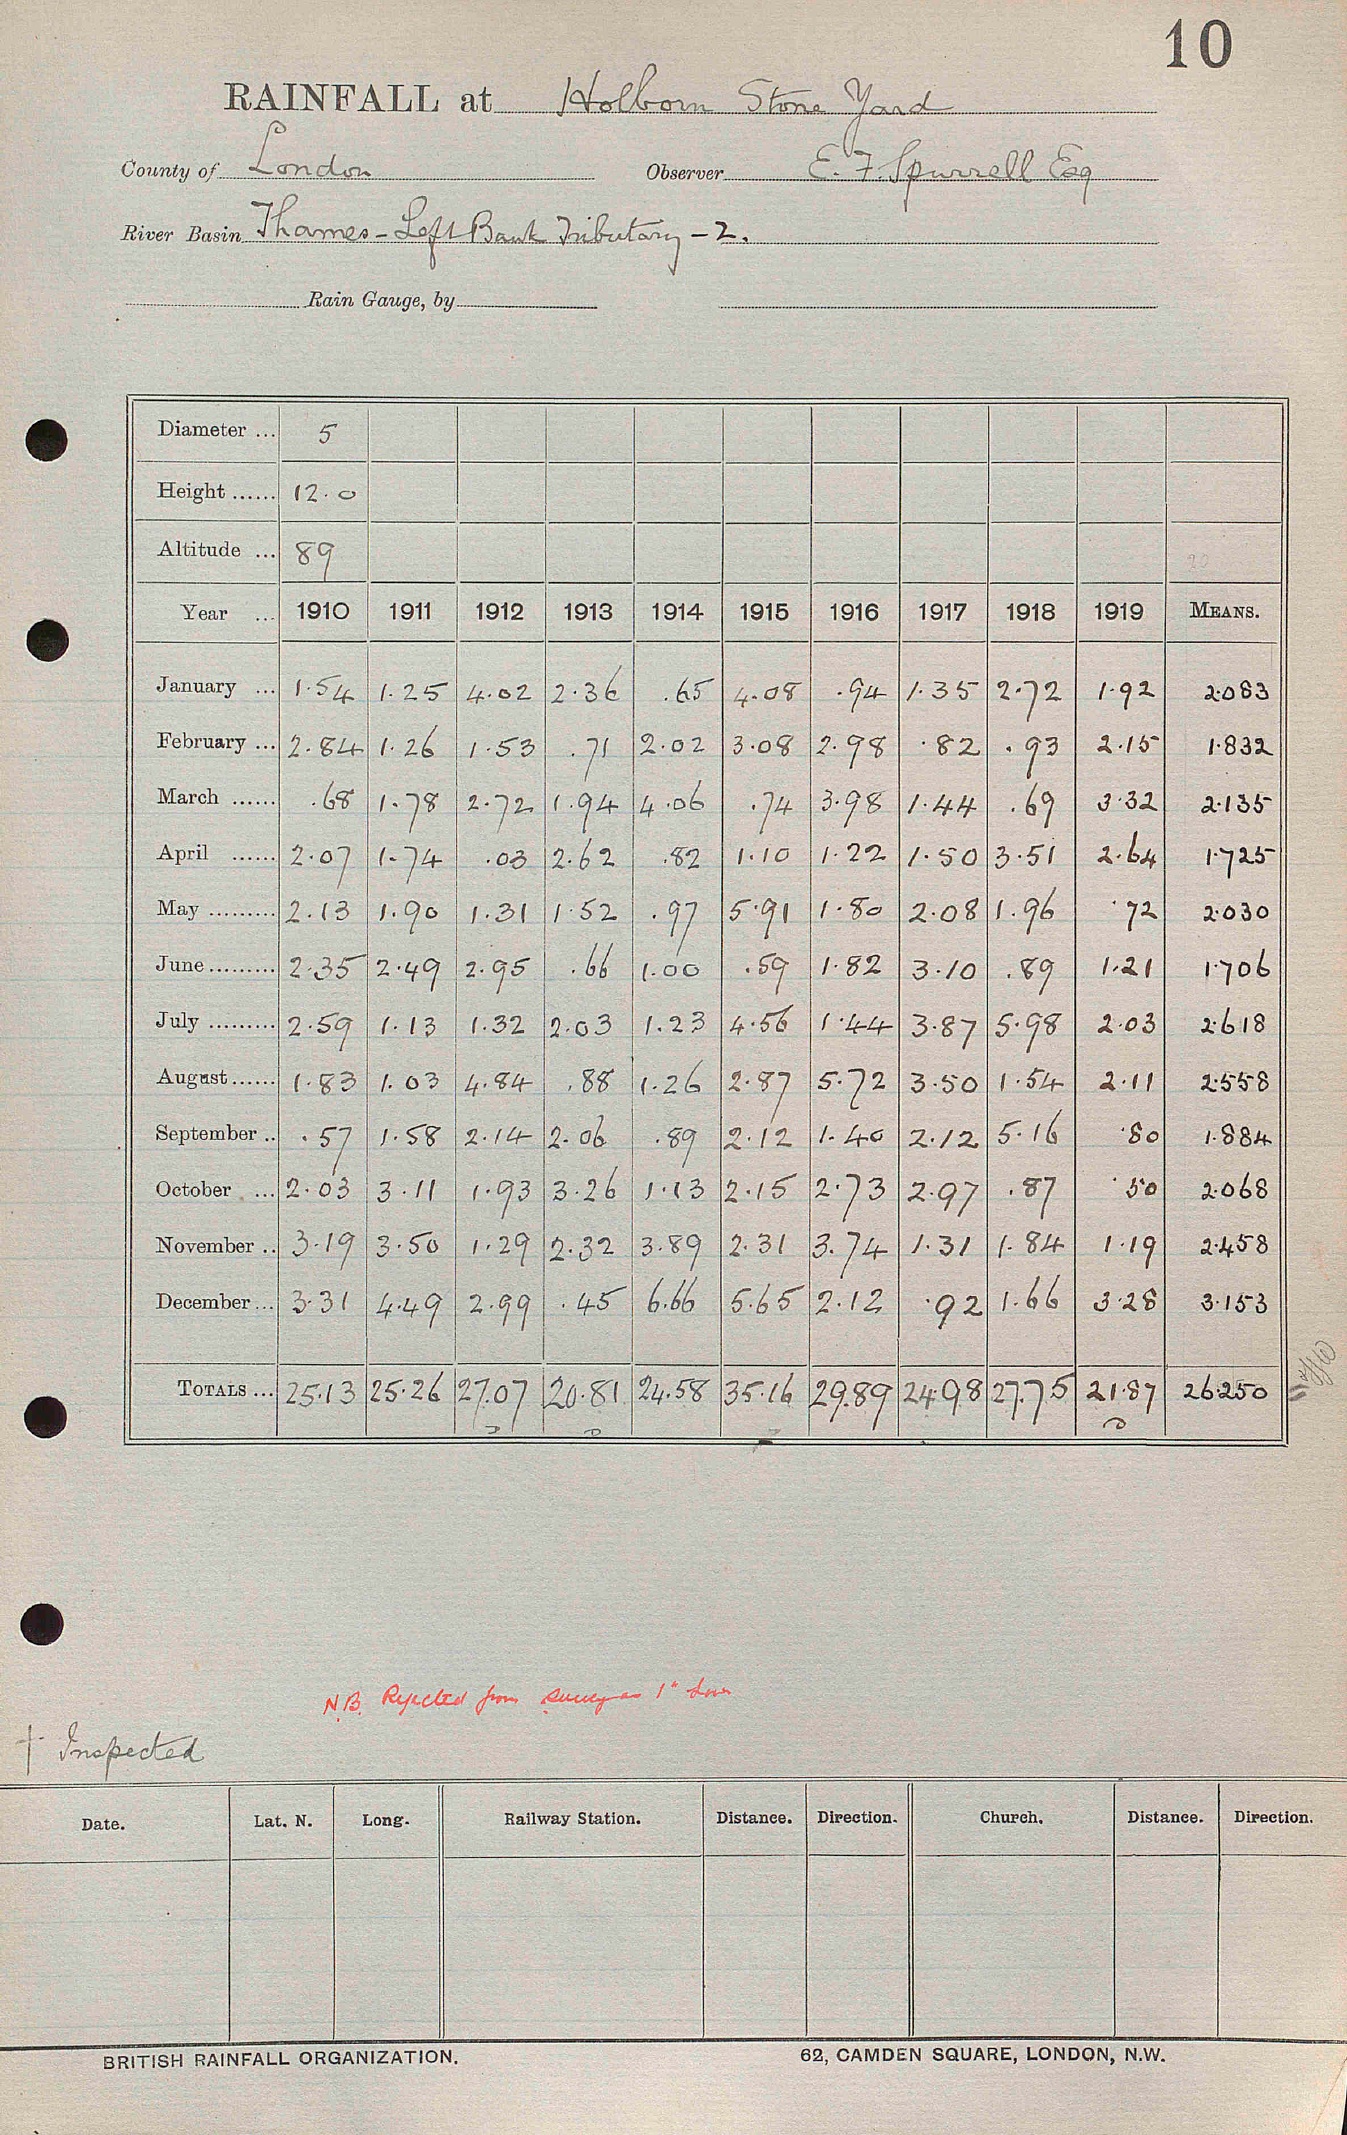 10
RAINFALL at Holborn Stone Yard
County of London Observer E. F. Spurrell Esq
River Basin Thames - Left Bank Tributary - 2.
Rain Gauge, by
Diameter ... 5
Height ...... 12.0
Altitude ... 89
20
Year ... 1910 1911 1912 1913 1914 1915 1916 1917 1918 1919 MEANS.
January ... 1.54 1.25 4.02 2.36 .65 4.08 .94 1.35 2.72 1.92 2.083
February ... 2.84 1.26 1.53 .71 2.02 3.08 2.98 .82 .93 2.15 1.832
March ...... .68 1.78 2.72 1.94 4.06 .74 3.98 1.44 .69 3.32 2.135
April ...... 2.07 1.74 .03 2.62 .82 1.10 1.22 1.50 3.51 2.64 1.725
May ......... 2.13 1.90 1.31 1.52 .97 5.91 1.80 2.08 1.96 .72 2.030
June ......... 2.35 2.49 2.95 .66 1.00 .59 1.82 3.10 .89 1.21 1.706
July ......... 2.59 1.13 1.32 2.03 1.23 4.56 1.44 3.87 5.98 2.03 2.618
August ...... 1.83 1.03 4.84 .88 1.26 2.87 5.72 3.50 1.54 2.11 2.558
September .. .57 1.58 2.14 2.06 .89 2.12 1.40 2.12 5.16 .80 1.884
October ... 2.03 3.11 1.93 3.26 1.13 2.15 2.73 2.97 .87 .50 2.068
November .. 3.19 3.50 1.29 2.32 3.89 2.31 3.74 1.31 1.84 1.19 2.458
December ... 3.31 4.49 2.99 .45 6.66 5.65 2.12 .92 1.66 3.28 3.153
TOTALS ... 25.13 25.26 27.07 20.81 24.58 35.16 29.89 24.98 27.75 21.87 26.250
N.B. Rejected from as 1" low
† Inspected
Date. Lat. N. Long. Railway Station. Distance. Direction. Church. Distance. Direction.
BRITISH RAINFALL ORGANIZATION. 62, CAMDEN SQUARE, LONDON, N.W.